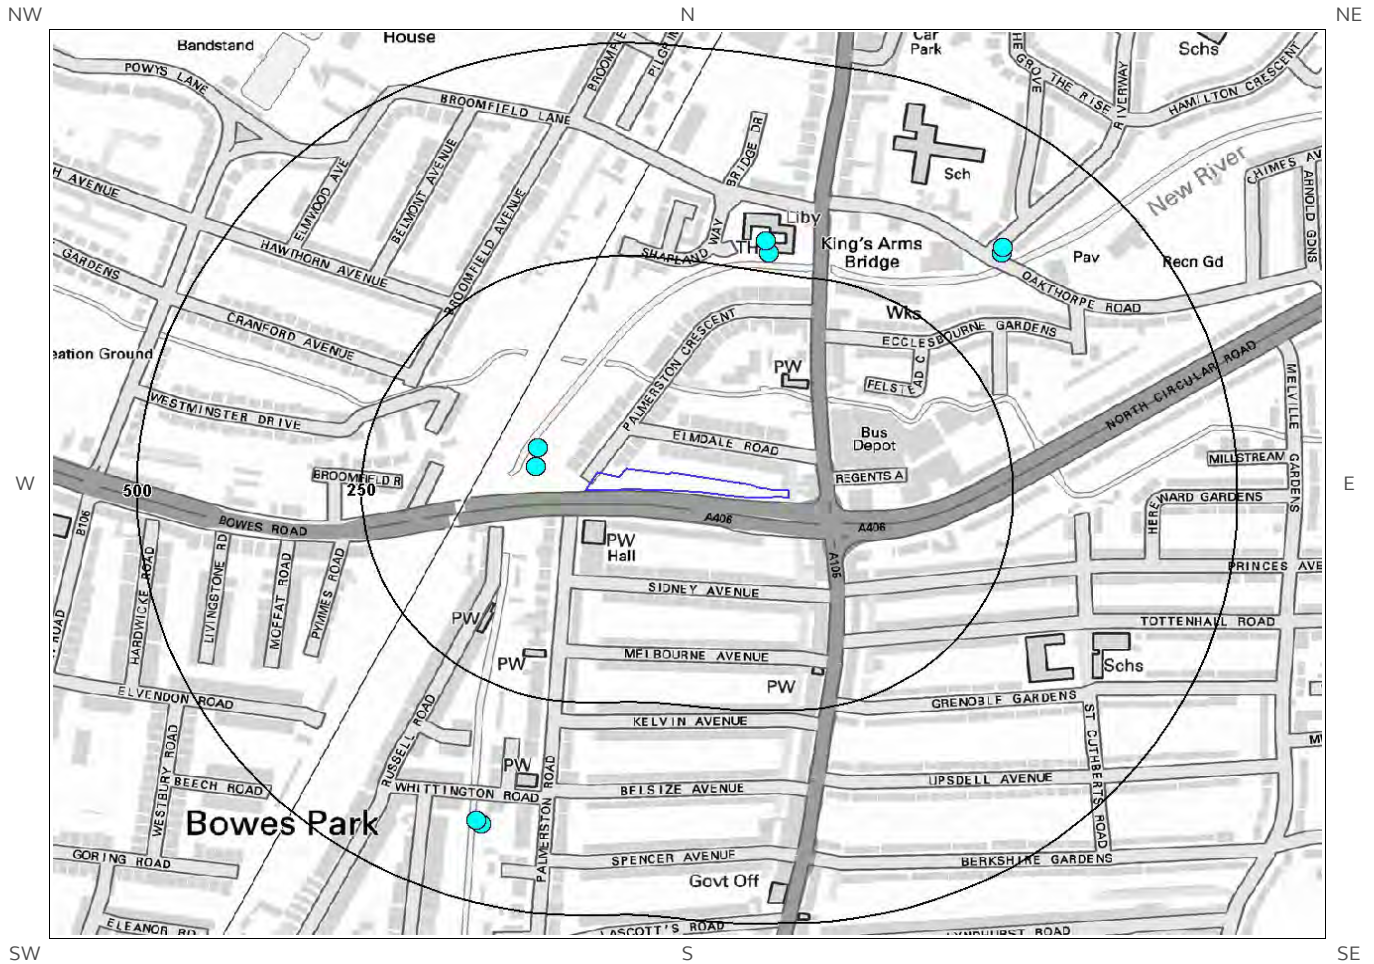 NW
N
NE
Bandstand
House
Car
Park
Schs
POWYS LANE
BROOMFIELD LANE
THE RISE
GROVE
RIVERWAY
HAMILTON CRESCENT
New River
Sch
BRIDGE DR
ELMWOOD AVE
BELMONT AVENUE
BROOMFIELD AVENUE
HAWTHORN AVENUE
H AVENUE
GARDENS
CHIMES AV
ARNOLD GDNS
Liby
TH
SHAPLAND
WAY
King's Arms
Bridge
Pav
Recn Gd
OAKTHORPE ROAD
Wks
ECCLESBOURNE GARDENS
CRANFORD AVENUE
eation Ground
PALMERSTON CRESCENT
PW
FELSTE
AD C
NORTH CIRCULAR ROAD
MELVILLE GARDENS
WESTMINSTER DRIVE
ELMDALE ROAD
Bus
Depot
MILLSTREAM
W
BROOMFIELD R
REGENTS A
E
500
250
HEREWARD GARDENS
B106
BOWES ROAD
A406
A406
PW
Hall
A105
PRINCES AVE
HARDWICKE ROAD
LIVINGSTONE RD
MOFFAT ROAD
PYMMES ROAD
SIDNEY AVENUE
PW
TOTTENHALL ROAD
MELBOURNE AVENUE
PW
PW
Schs
ELVENDON ROAD
GRENOBLE GARDENS
KELVIN AVENUE
RUSSELL ROAD
ST CUTHBERTS ROAD
WESTBURY ROAD
BEECH ROAD
PW
WHITTINGTON ROAD
BELSIZE AVENUE
UPSDELL AVENUE
Bowes Park
PALMERSTON ROAD
GORING ROAD
SPENCER AVENUE
BERKSHIRE GARDENS
Govt Off
ELEANOR RD
ASCOTT'S ROAD
LYNDHURST ROAD
SW
S
SE